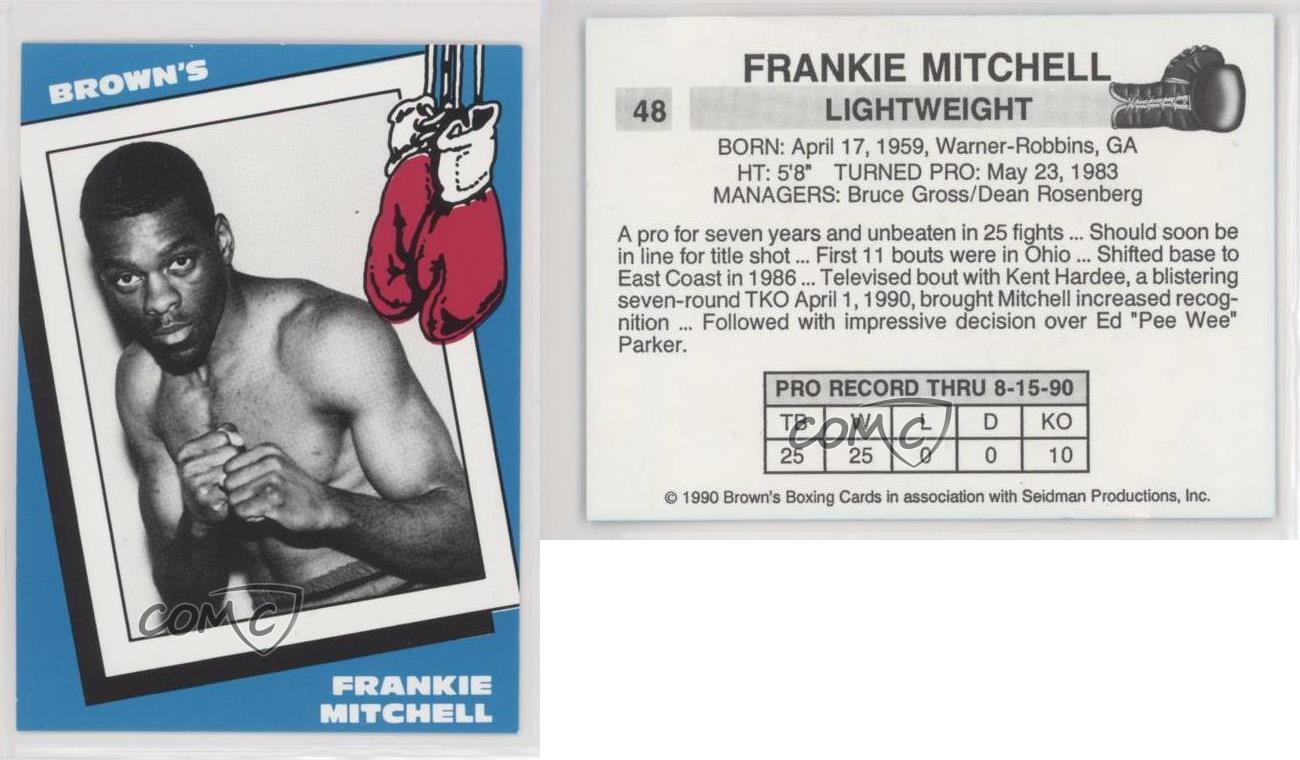 BROWN'S
FRANKIE
MITCHELL
COMC
FRANKIE MITCHELL
48
LIGHTWEIGHT
BORN: April 17, 1959, Warner-Robbins, GA
HT: 5'8" TURNED PRO: May 23, 1983
MANAGERS: Bruce Gross/Dean Rosenberg
A pro for seven years and unbeaten in 25 fights ... Should soon be
in line for title shot ... First 11 bouts were in Ohio ... Shifted base to
East Coast in 1986 ... Televised bout with Kent Hardee, a blistering
seven-round TKO April 1, 1990, brought Mitchell increased recog-
nition ... Followed with impressive decision over Ed "Pee Wee"
Parker.
PRO RECORD THRU 8-15-90
TB W L D KO
25 25 0 0 10
COMC
© 1990 Brown's Boxing Cards in association with Seidman Productions, Inc.